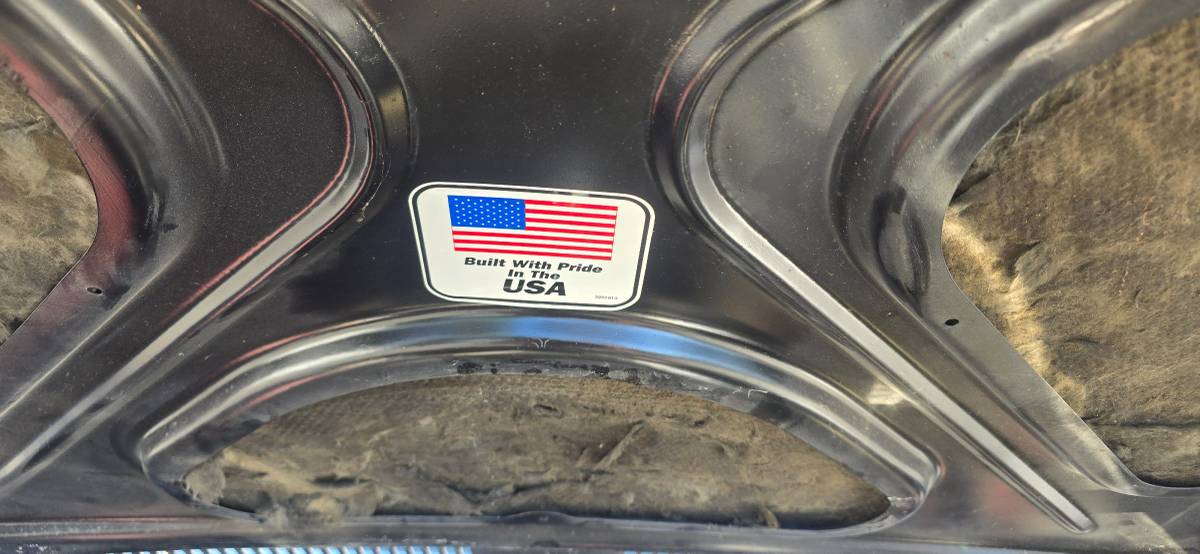 Built With Pride
In The
USA